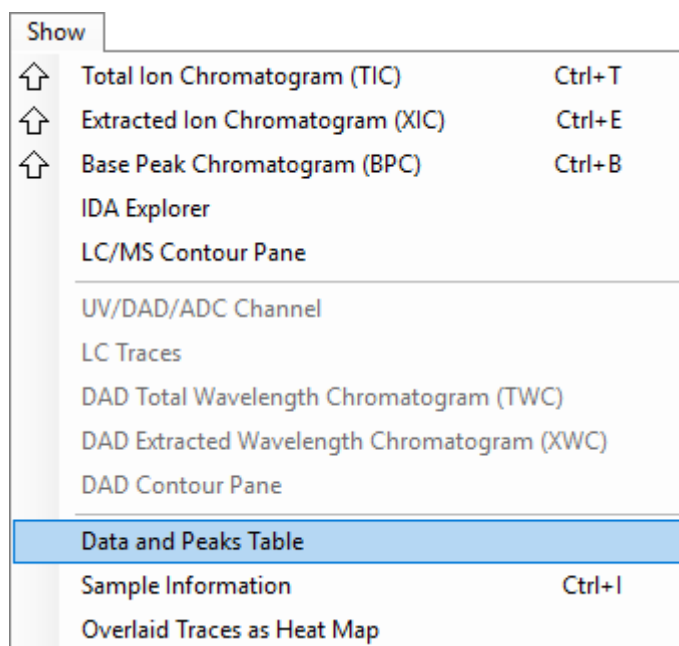 Show
Total Ion Chromatogram (TIC) Ctrl+T
Extracted Ion Chromatogram (XIC) Ctrl+E
Base Peak Chromatogram (BPC) Ctrl+B
IDA Explorer
LC/MS Contour Pane
UV/DAD/ADC Channel
LC Traces
DAD Total Wavelength Chromatogram (TWC)
DAD Extracted Wavelength Chromatogram (XWC)
DAD Contour Pane
Data and Peaks Table
Sample Information Ctrl+I
Overlaid Traces as Heat Map